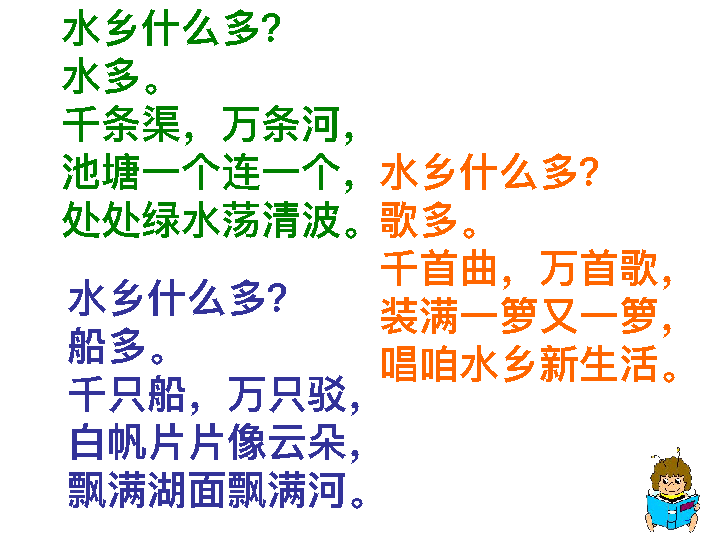 水乡什么多?
水多。
千条渠，万条河，
池塘一个连一个，
处处绿水荡清波。
水乡什么多?
船多。
千只船，万只驳，
白帆片片像云朵，
飘满湖面飘满河。
水乡什么多?
歌多。
千首曲，万首歌，
装满一箩又一箩，
唱咱水乡新生活。